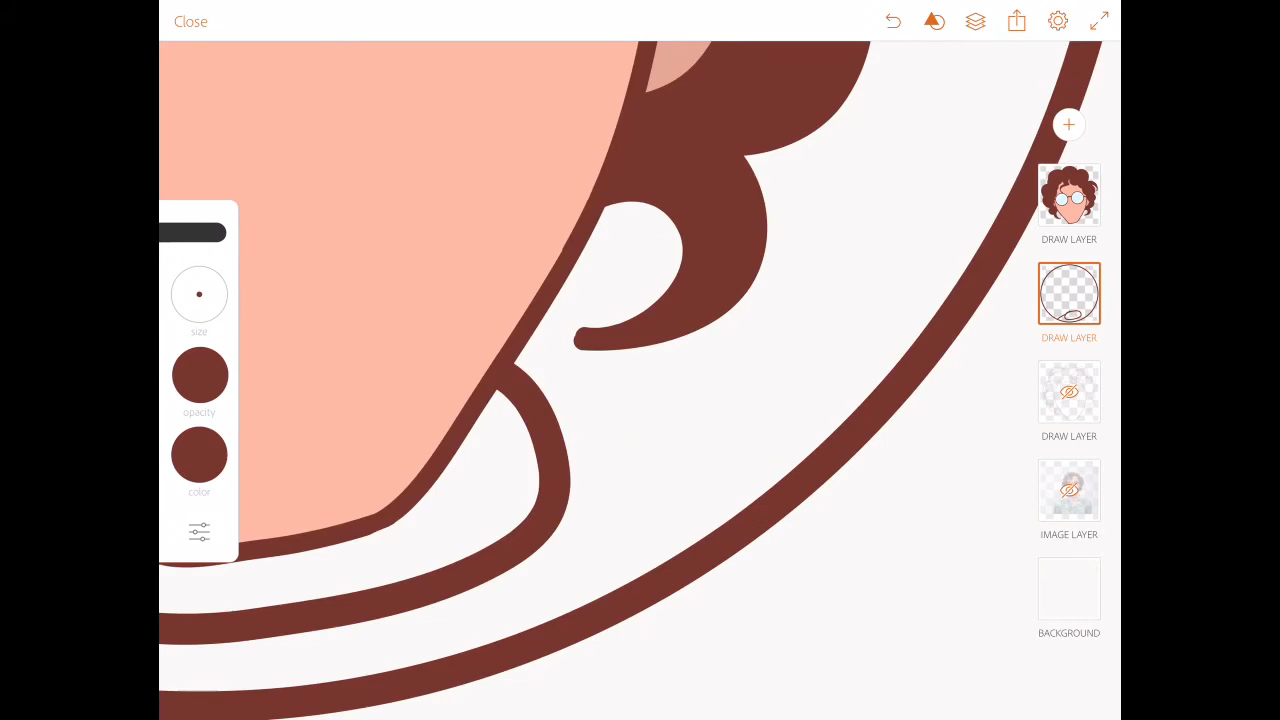 Close
DRAW LAYER
size
DRAW LAYER
opacity
DRAW LAYER
color
IMAGE LAYER
BACKGROUND